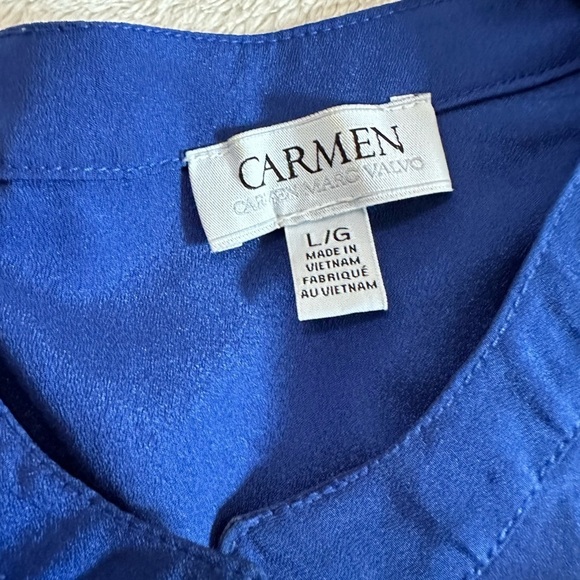 CARMEN
CARMEN MARC VALVO
L/G
MADE IN
VIETNAM
FABRIQUÉ
AU VIETNAM